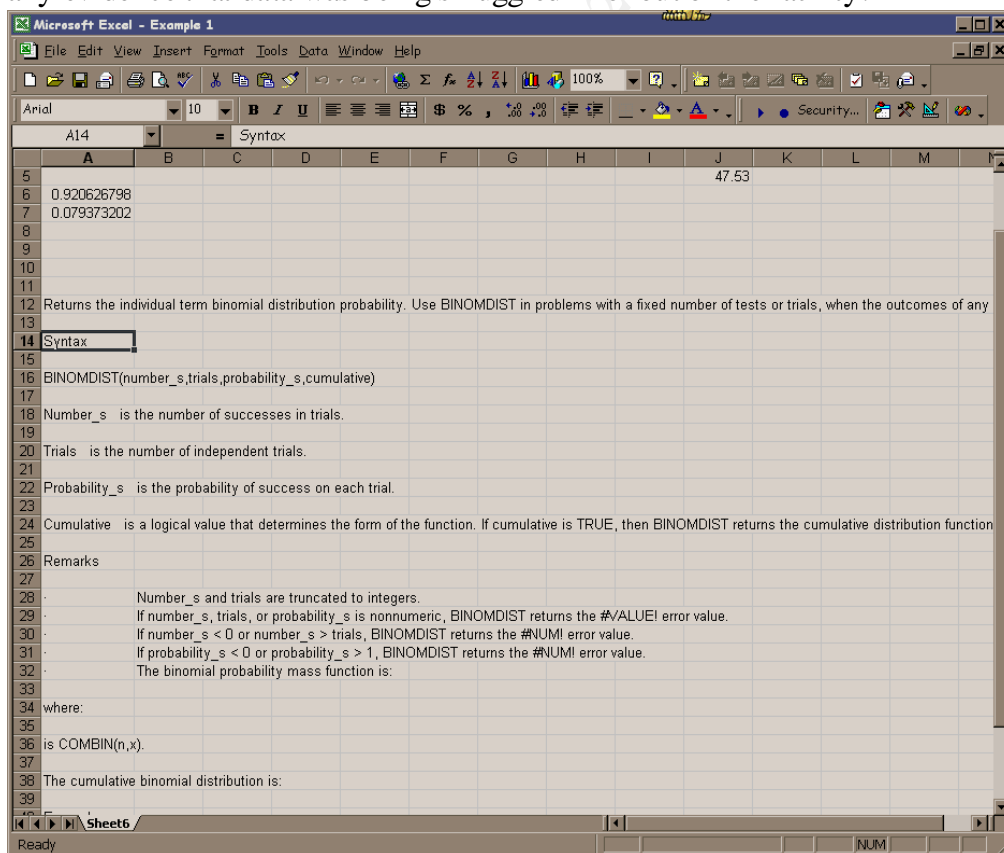 Microsoft Excel - Example 1
File Edit View Insert Format Tools Data Window Help
100%
Arial 10 B I U $ % , Security...
A14 = Syntax
A B C D E F G H I J K L M
5 47.53
6 0.920626798
7 0.079373202
8
9
10
11
12 Returns the individual term binomial distribution probability. Use BINOMDIST in problems with a fixed number of tests or trials, when the outcomes of any
13
14 Syntax
15
16 BINOMDIST(number_s,trials,probability_s,cumulative)
17
18 Number_s is the number of successes in trials.
19
20 Trials is the number of independent trials.
21
22 Probability_s is the probability of success on each trial.
23
24 Cumulative is a logical value that determines the form of the function. If cumulative is TRUE, then BINOMDIST returns the cumulative distribution function
25
26 Remarks
27
28 · Number_s and trials are truncated to integers.
29 · If number_s, trials, or probability_s is nonnumeric, BINOMDIST returns the #VALUE! error value.
30 · If number_s < 0 or number_s > trials, BINOMDIST returns the #NUM! error value.
31 · If probability_s < 0 or probability_s > 1, BINOMDIST returns the #NUM! error value.
32 · The binomial probability mass function is:
33
34 where:
35
36 is COMBIN(n,x).
37
38 The cumulative binomial distribution is:
39
Sheet6
Ready NUM